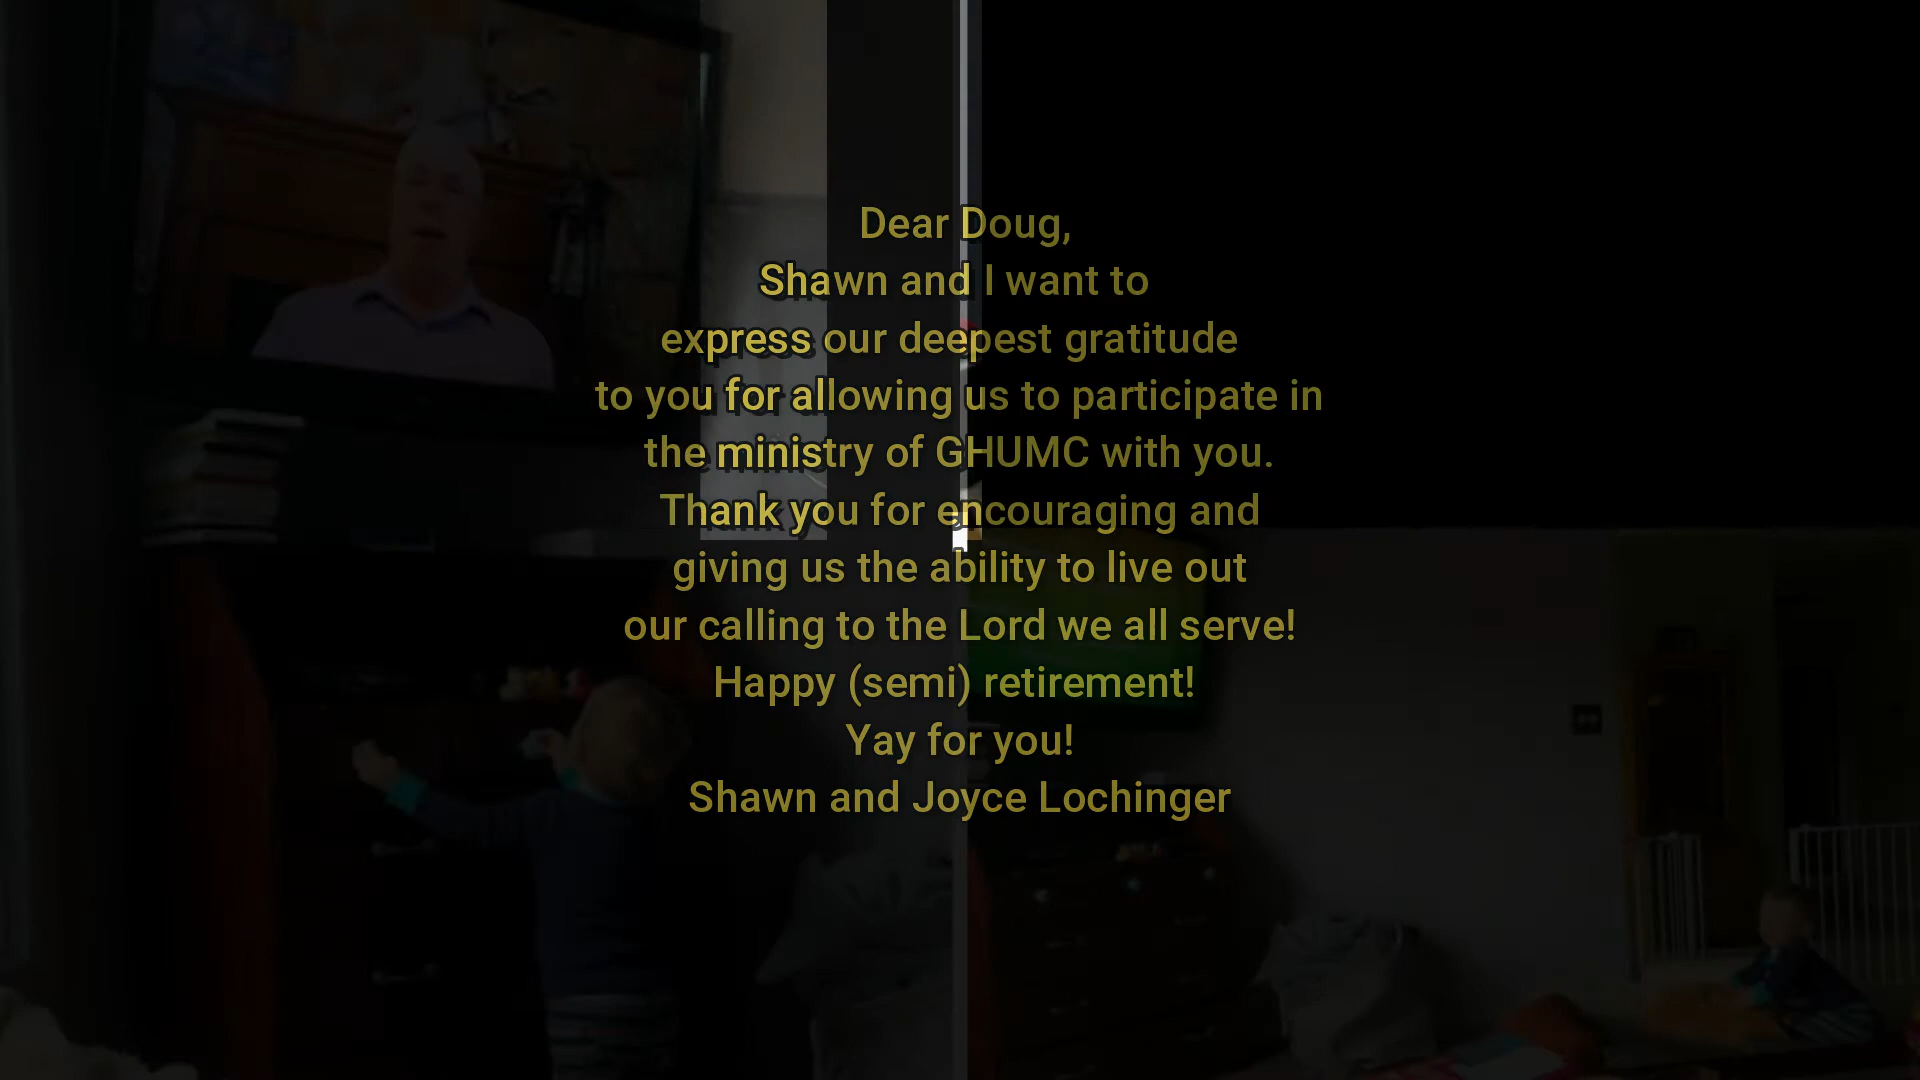 Dear Doug,
Shawn and I want to
express our deepest gratitude
to you for allowing us to participate in
the ministry of GHUMC with you.
Thank you for encouraging and
giving us the ability to live out
our calling to the Lord we all serve!
Happy (semi) retirement!
Yay for you!
Shawn and Joyce Lochinger